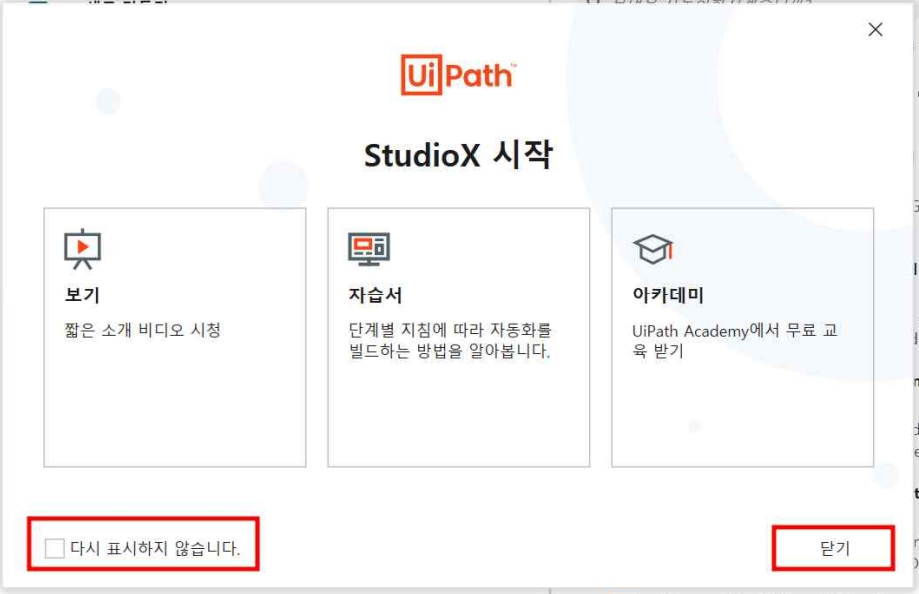 UiPath™
StudioX 시작
보기
짧은 소개 비디오 시청
자습서
단계별 지침에 따라 자동화를
빌드하는 방법을 알아봅니다.
아카데미
UiPath Academy에서 무료 교
육 받기
다시 표시하지 않습니다.
닫기